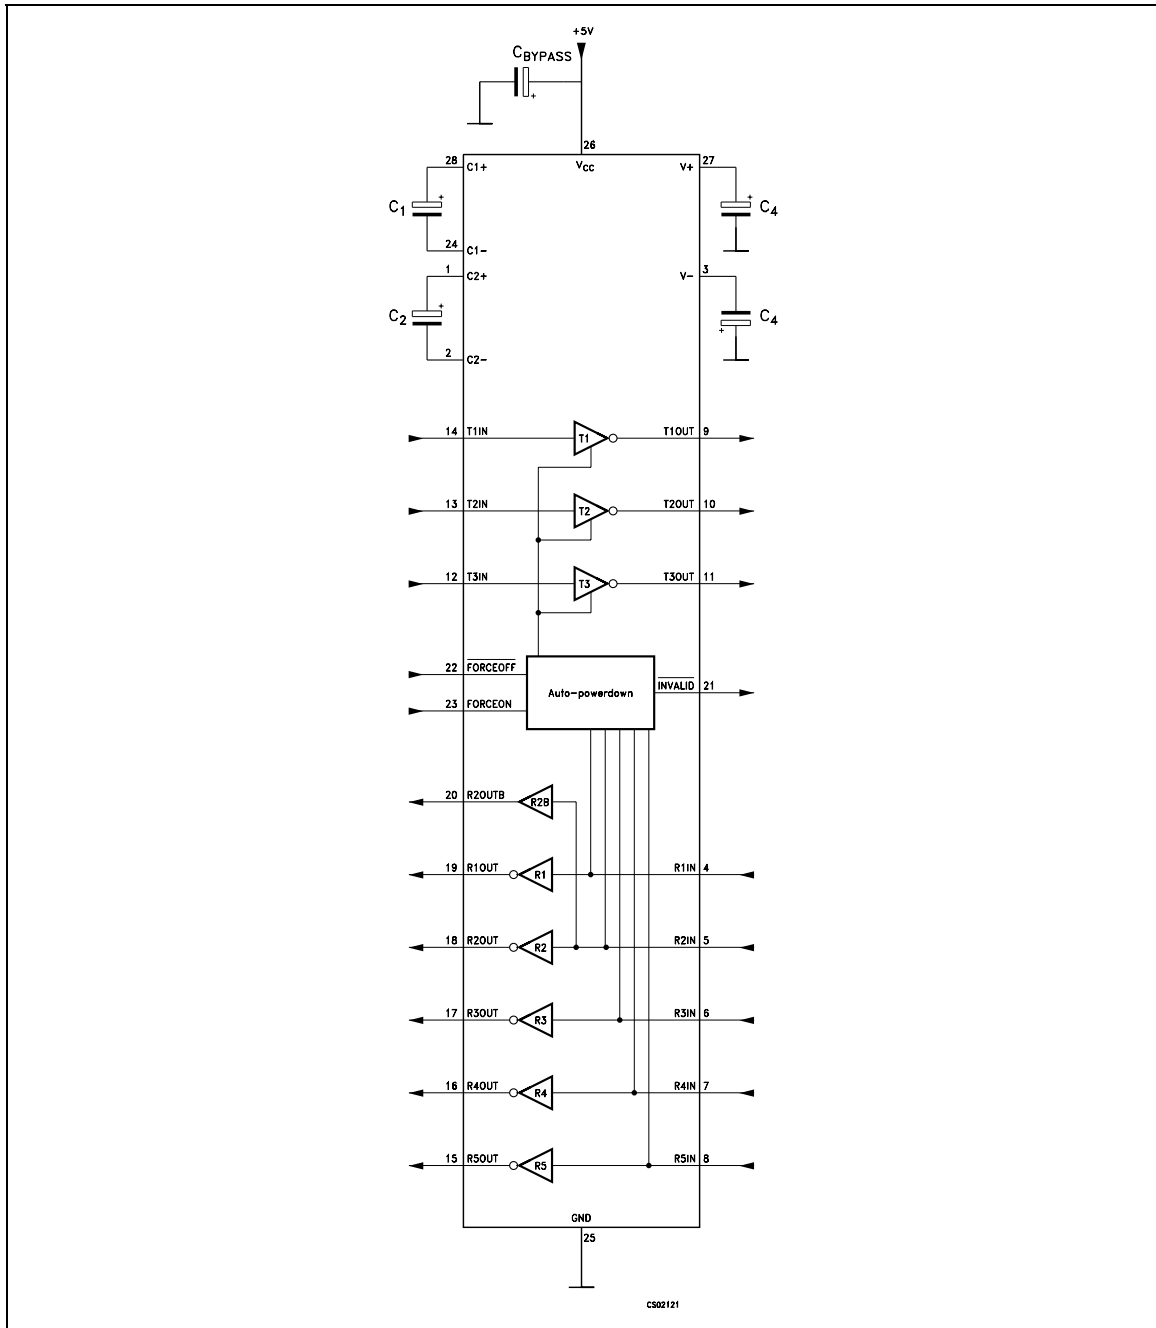 +5V
CBYPASS
26
28 C1+ VCC V+ 27
C1 C4
24 C1-
1 C2+ V- 3
C2 C4
2 C2-
14 T1IN T1 T1OUT 9
13 T2IN T2 T2OUT 10
12 T3IN T3 T3OUT 11
22 FORCEOFF
Auto-powerdown INVALID 21
23 FORCEON
20 R2OUTB R2B
19 R1OUT R1 R1IN 4
18 R2OUT R2 R2IN 5
17 R3OUT R3 R3IN 6
16 R4OUT R4 R4IN 7
15 R5OUT R5 R5IN 8
GND
25
CS02121